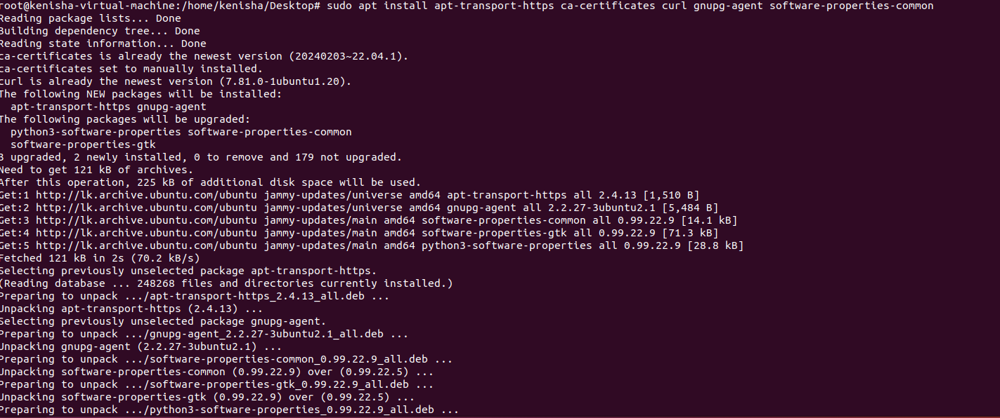 root@kenisha-virtual-machine:/home/kenisha/Desktop# sudo apt install apt-transport-https ca-certificates curl gnupg-agent software-properties-common
Reading package lists... Done
Building dependency tree... Done
Reading state information... Done
ca-certificates is already the newest version (20240203~22.04.1).
ca-certificates set to manually installed.
curl is already the newest version (7.81.0-1ubuntu1.20).
The following NEW packages will be installed:
  apt-transport-https gnupg-agent
The following packages will be upgraded:
  python3-software-properties software-properties-common
  software-properties-gtk
3 upgraded, 2 newly installed, 0 to remove and 179 not upgraded.
Need to get 121 kB of archives.
After this operation, 225 kB of additional disk space will be used.
Get:1 http://lk.archive.ubuntu.com/ubuntu jammy-updates/universe amd64 apt-transport-https all 2.4.13 [1,510 B]
Get:2 http://lk.archive.ubuntu.com/ubuntu jammy-updates/universe amd64 gnupg-agent all 2.2.27-3ubuntu2.1 [5,484 B]
Get:3 http://lk.archive.ubuntu.com/ubuntu jammy-updates/main amd64 software-properties-common all 0.99.22.9 [14.1 kB]
Get:4 http://lk.archive.ubuntu.com/ubuntu jammy-updates/main amd64 software-properties-gtk all 0.99.22.9 [71.3 kB]
Get:5 http://lk.archive.ubuntu.com/ubuntu jammy-updates/main amd64 python3-software-properties all 0.99.22.9 [28.8 kB]
Fetched 121 kB in 2s (70.2 kB/s)
Selecting previously unselected package apt-transport-https.
(Reading database ... 248268 files and directories currently installed.)
Preparing to unpack .../apt-transport-https_2.4.13_all.deb ...
Unpacking apt-transport-https (2.4.13) ...
Selecting previously unselected package gnupg-agent.
Preparing to unpack .../gnupg-agent_2.2.27-3ubuntu2.1_all.deb ...
Unpacking gnupg-agent (2.2.27-3ubuntu2.1) ...
Preparing to unpack .../software-properties-common_0.99.22.9_all.deb ...
Unpacking software-properties-common (0.99.22.9) over (0.99.22.5) ...
Preparing to unpack .../software-properties-gtk_0.99.22.9_all.deb ...
Unpacking software-properties-gtk (0.99.22.9) over (0.99.22.5) ...
Preparing to unpack .../python3-software-properties_0.99.22.9_all.deb ...